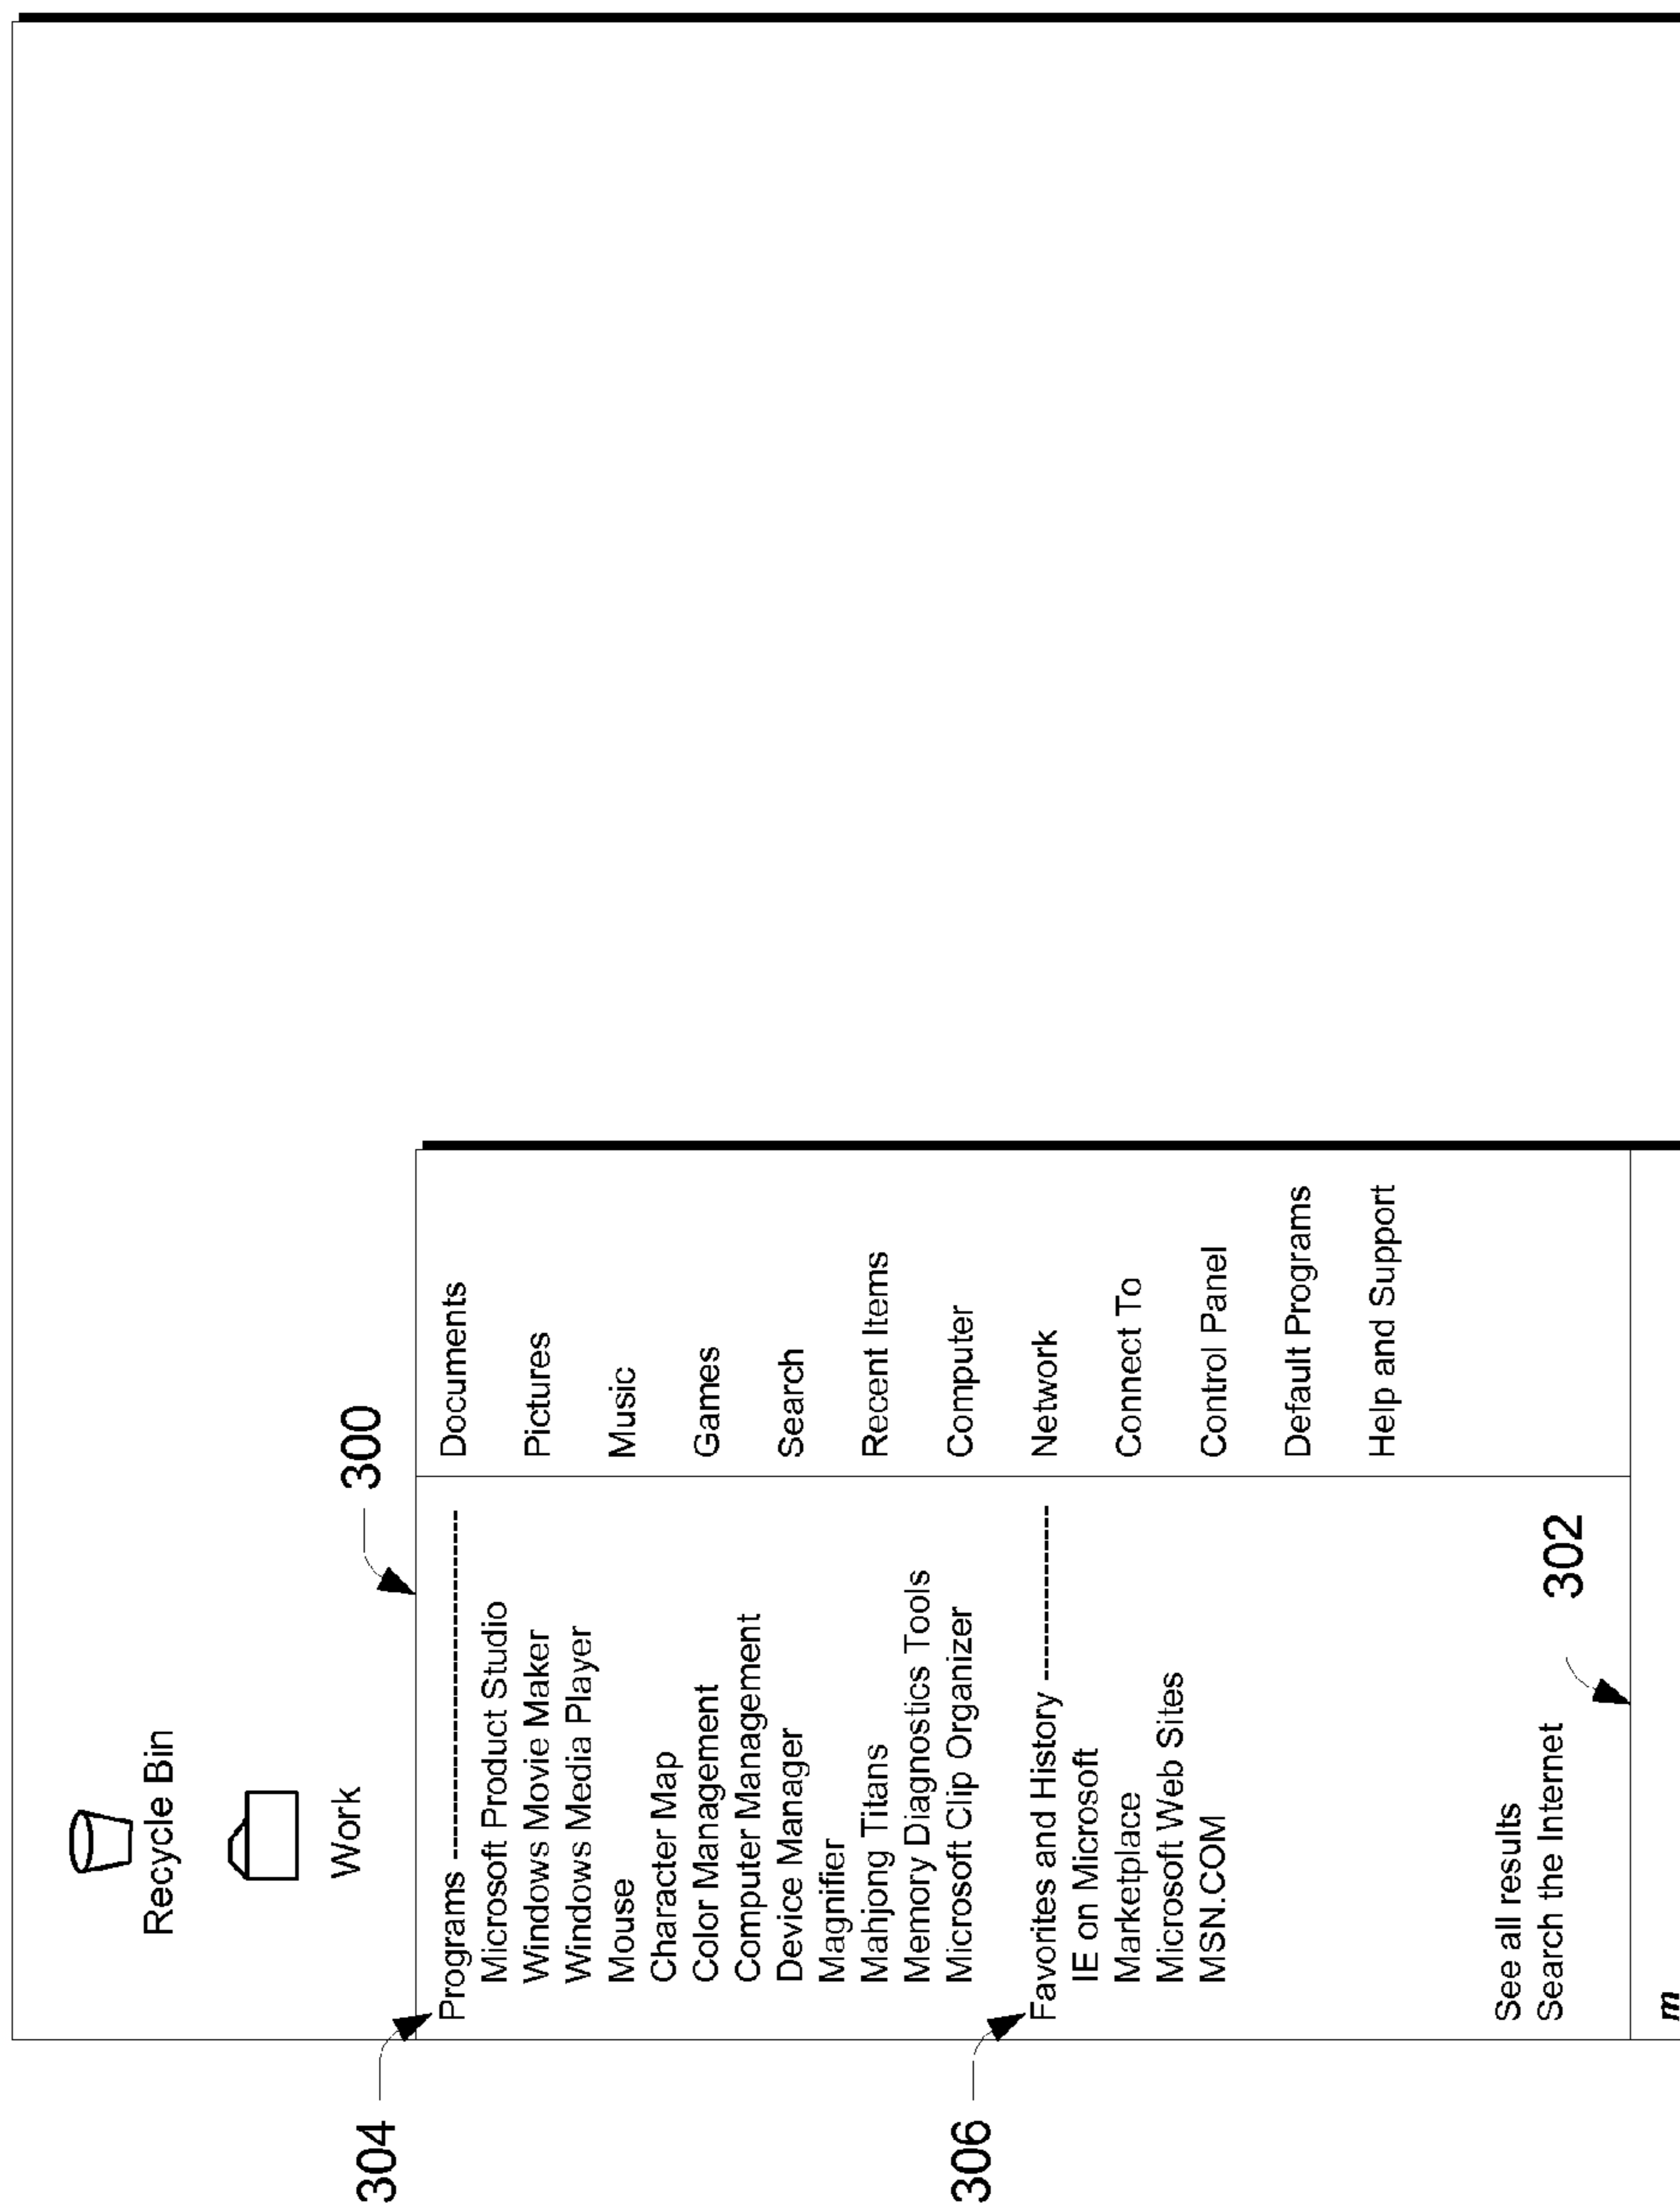 Recycle Bin
Work
300
304
Programs
Microsoft Product Studio
Windows Movie Maker
Windows Media Player
Mouse
Character Map
Color Management
Computer Management
Device Manager
Magnifier
Mahjong Titans
Memory Diagnostics Tools
Microsoft Clip Organizer
306
Favorites and History
IE on Microsoft
Marketplace
Microsoft Web Sites
MSN.COM
See all results
Search the Internet
302
m
Documents
Pictures
Music
Games
Search
Recent Items
Computer
Network
Connect To
Control Panel
Default Programs
Help and Support